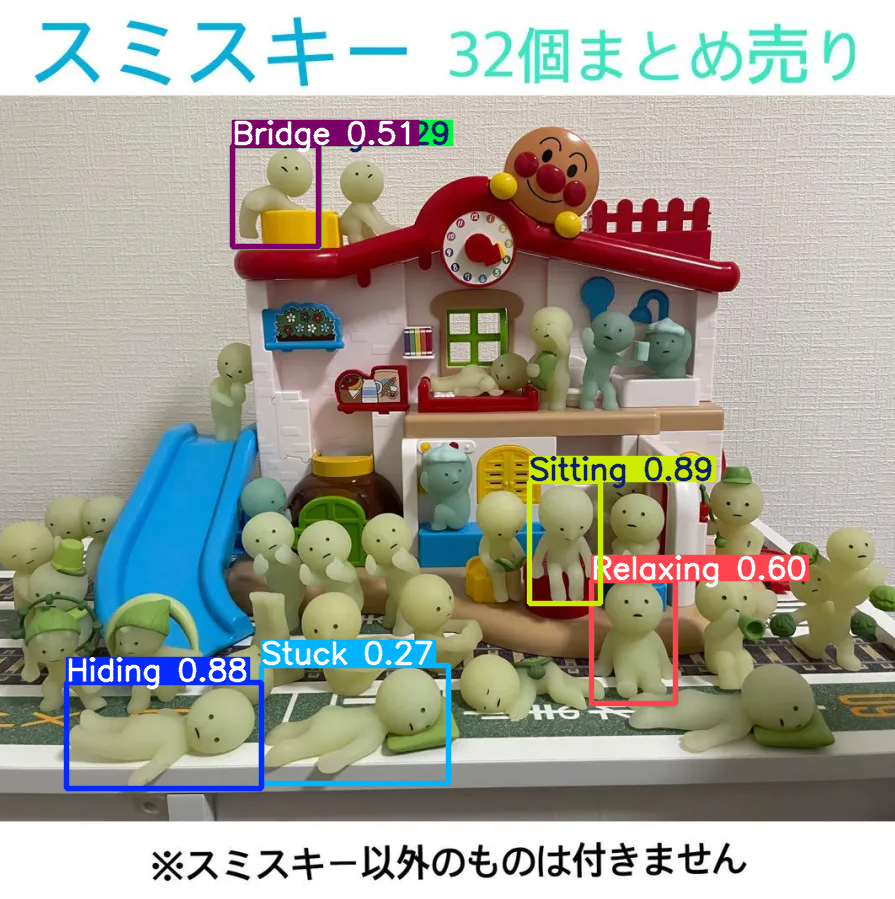 スミスキー 32個まとめ売り
Bridge 0.51 29
Sitting 0.89
Relaxing 0.60
Stuck 0.27
Hiding 0.88
※スミスキー以外のものは付きません